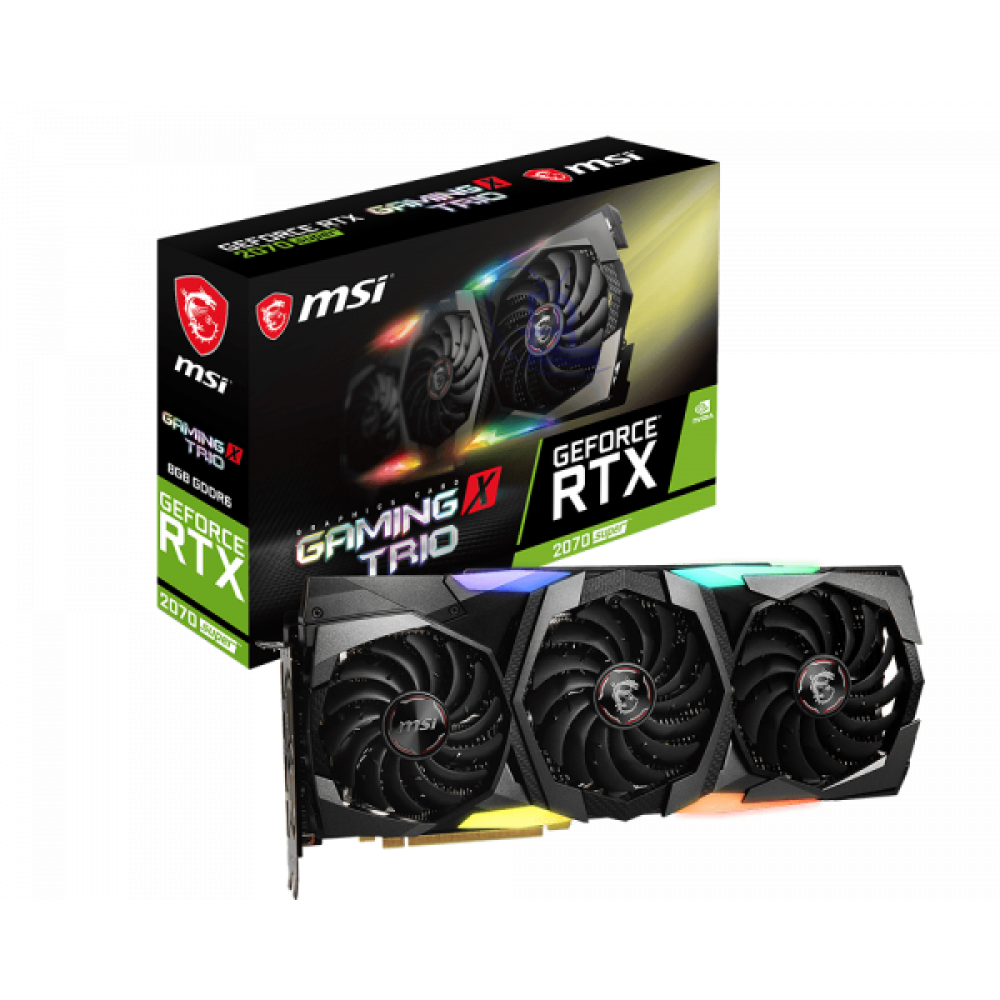 GEFORCE RTX
2070 SUPER
GAMING X
TRIO
msi
msi
GAMING X
TRIO
8GB GDDR6
GEFORCE
RTX
2070 SUPER
msi
GRAPHICS CARD
GAMING X
TRIO
GEFORCE
RTX
2070 SUPER
NVIDIA
msi